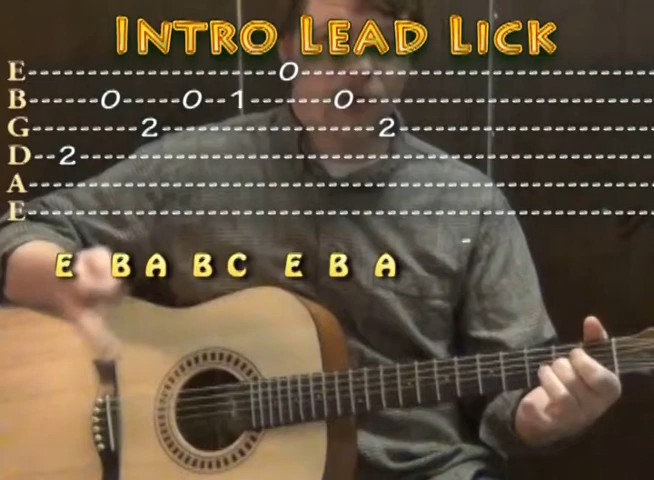 INTRO LEAD LICK
E------------------0------------------------
B-----0-----0--1--------0-------------------
G--------2-----------------2----------------
D--2----------------------------------------
A-------------------------------------------
E-------------------------------------------
E B A B C E B A